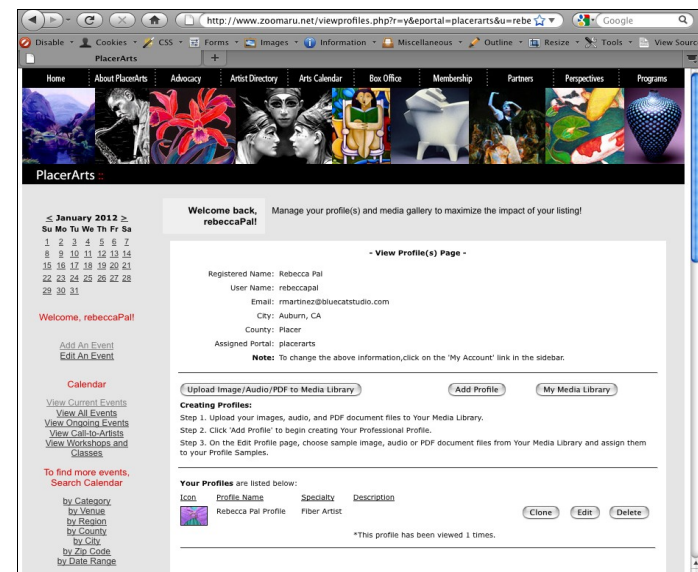 http://www.zoomaru.net/viewprofiles.php?r=y&eportal=placerarts&u=rebe
Google
Disable Cookies CSS Forms Images Information Miscellaneous Outline Resize Tools View Sourc
PlacerArts
Home About PlacerArts Advocacy Artist Directory Arts Calendar Box Office Membership Partners Perspectives Programs
PlacerArts ::
< January 2012 >
Su Mo Tu We Th Fr Sa
1 2 3 4 5 6 7
8 9 10 11 12 13 14
15 16 17 18 19 20 21
22 23 24 25 26 27 28
29 30 31
Welcome, rebeccaPal!
Add An Event
Edit An Event
Calendar
View Current Events
View All Events
View Ongoing Events
View Call-to-Artists
View Workshops and
Classes
To find more events,
Search Calendar
by Category
by Venue
by Region
by County
by City
by Zip Code
by Date Range
Welcome back,
rebeccaPal!
Manage your profile(s) and media gallery to maximize the impact of your listing!
- View Profile(s) Page -
Registered Name: Rebecca Pal
User Name: rebeccapal
Email: rmartinez@bluecatstudio.com
City: Auburn, CA
County: Placer
Assigned Portal: placerarts
Note: To change the above information,click on the 'My Account' link in the sidebar.
Upload Image/Audio/PDF to Media Library Add Profile My Media Library
Creating Profiles:
Step 1. Upload your images, audio, and PDF document files to Your Media Library.
Step 2. Click 'Add Profile' to begin creating Your Professional Profile.
Step 3. On the Edit Profile page, choose sample image, audio or PDF document files from Your Media Library and assign them
to your Profile Samples.
Your Profiles are listed below:
Icon Profile Name Specialty Description
Rebecca Pal Profile Fiber Artist Clone Edit Delete
*This profile has been viewed 1 times.